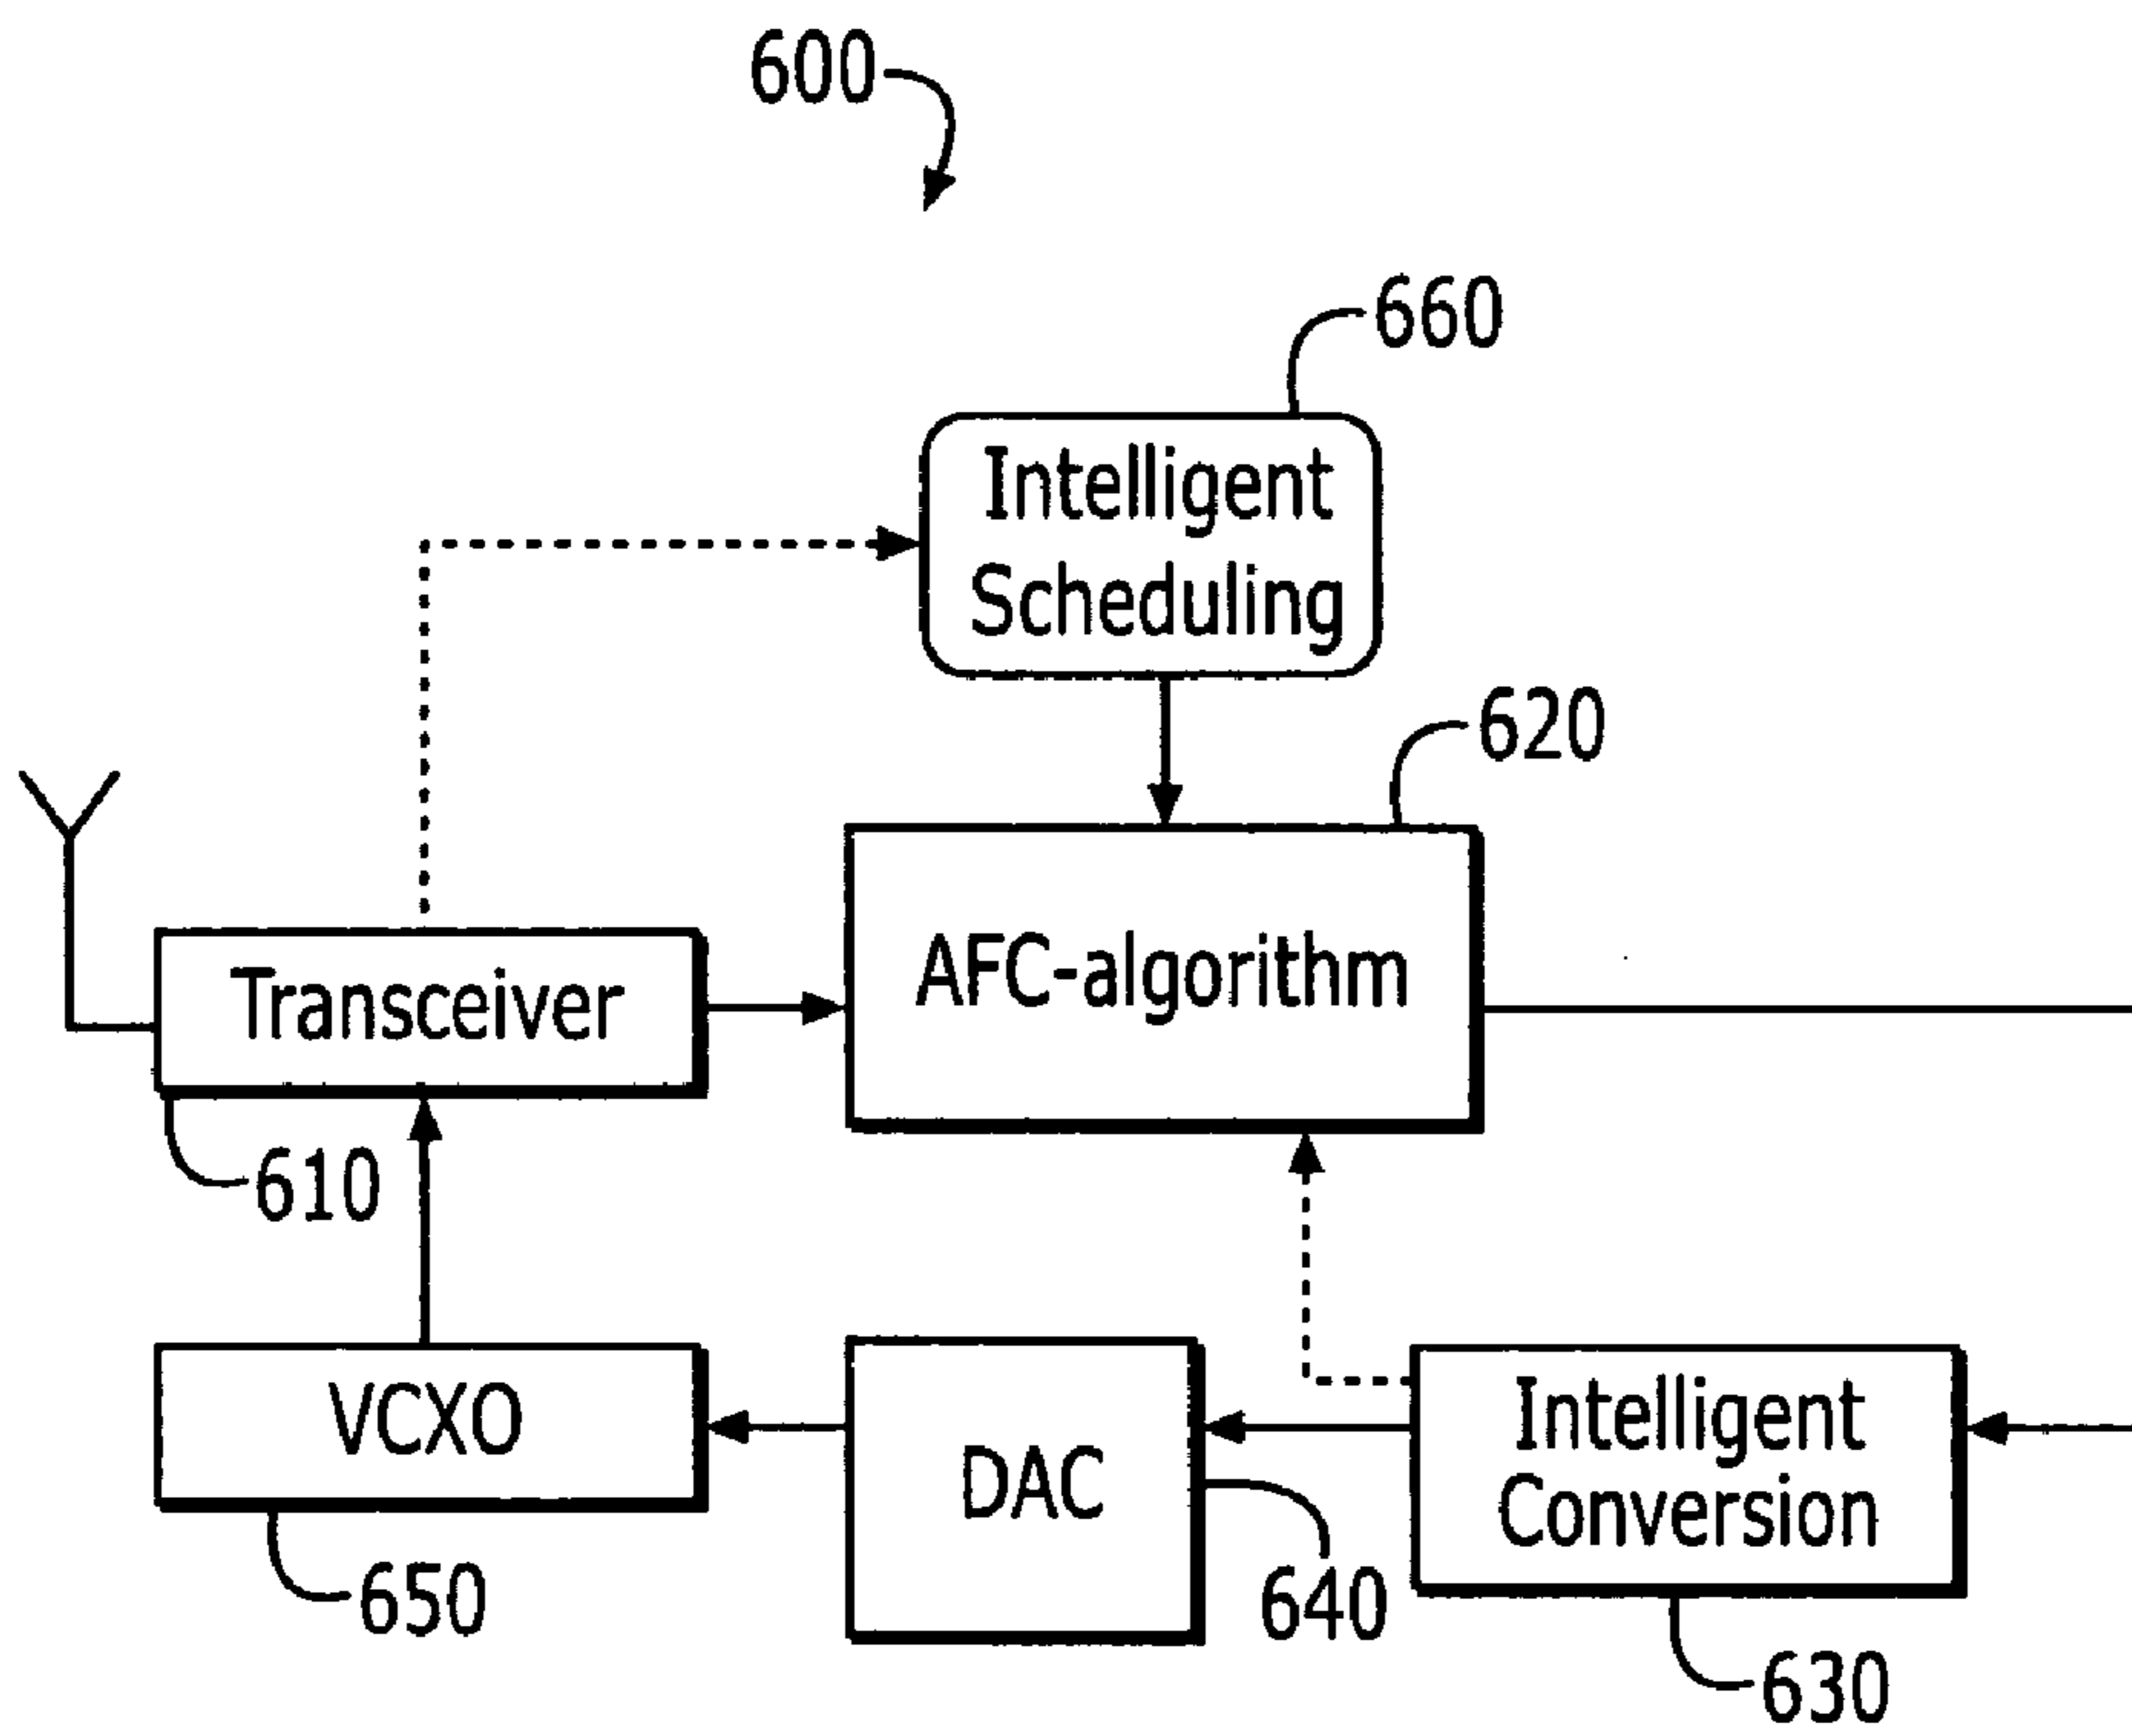 600
660
Intelligent
Scheduling
620
AFC-algorithm
Transceiver
610
VCXO
650
DAC
640
Intelligent
Conversion
630